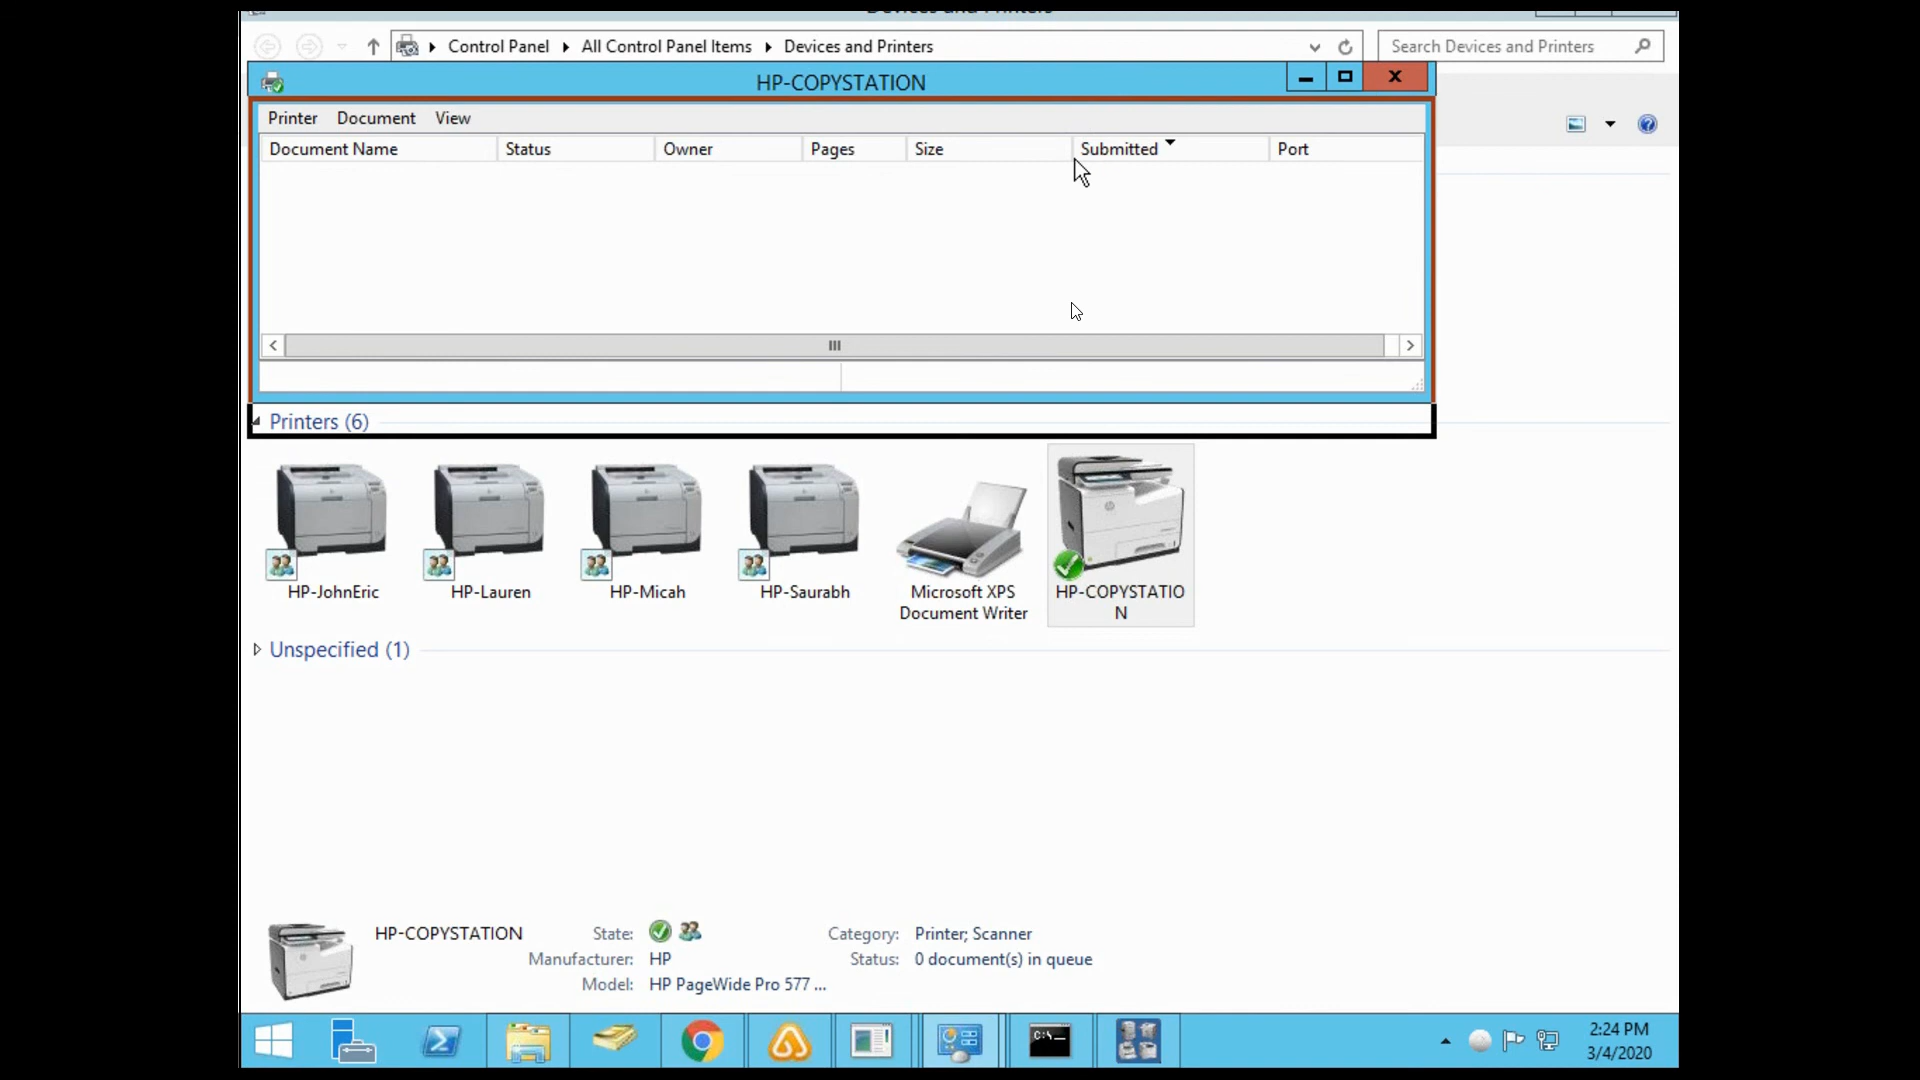 Devices and Printers
Control Panel All Control Panel Items Devices and Printers
Search Devices and Printers
HP-COPYSTATION
Printer Document View
Document Name Status Owner Pages Size Submitted Port
Printers (6)
HP-JohnEric
HP-Lauren
HP-Micah
HP-Saurabh
Microsoft XPS
Document Writer
HP-COPYSTATIO
N
Unspecified (1)
HP-COPYSTATION State: Category: Printer; Scanner
Manufacturer: HP Status: 0 document(s) in queue
Model: HP PageWide Pro 577 ...
2:24 PM
3/4/2020